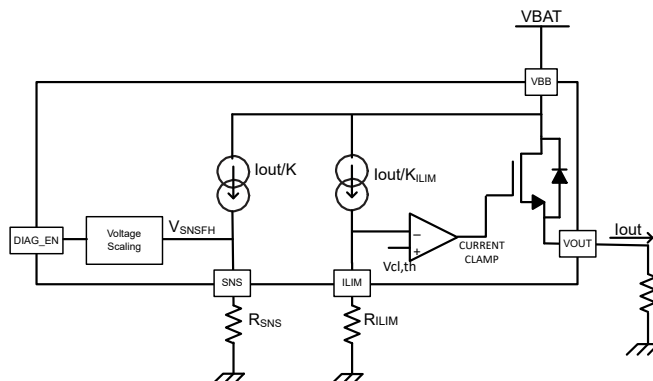 VBAT
VBB
Iout/K
Iout/KILIM
DIAG_EN
Voltage
Scaling
VSNSFH
−
+
Vcl,th
CURRENT
CLAMP
VOUT
Iout
SNS
ILIM
RSNS
RILIM